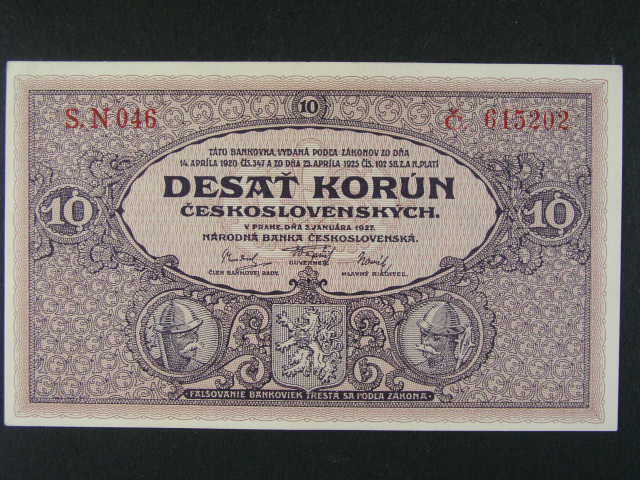 10
S. N 046 Č. 615202
TÁTO BANKOVKA, VYDANÁ PODĽA ZÁKONOV ZO DŇA
14. APRÍLA 1920 ČÍS. 347 A ZO DŇA 23. APRÍLA 1925 ČÍS. 102 SB. Z. A N., PLATÍ
DESAŤ KORÚN
ČESKOSLOVENSKÝCH.
10 10
V PRAHE, DŇA 2. JANUÁRA 1927.
NÁRODNÁ BANKA ČESKOSLOVENSKÁ.
GUVERNÉR.
ČLEN BANKOVEJ RADY. HLAVNÝ RIADITEĽ.
FALŠOVANIE BANKOVIEK TRESTÁ SA PODĽA ZÁKONA